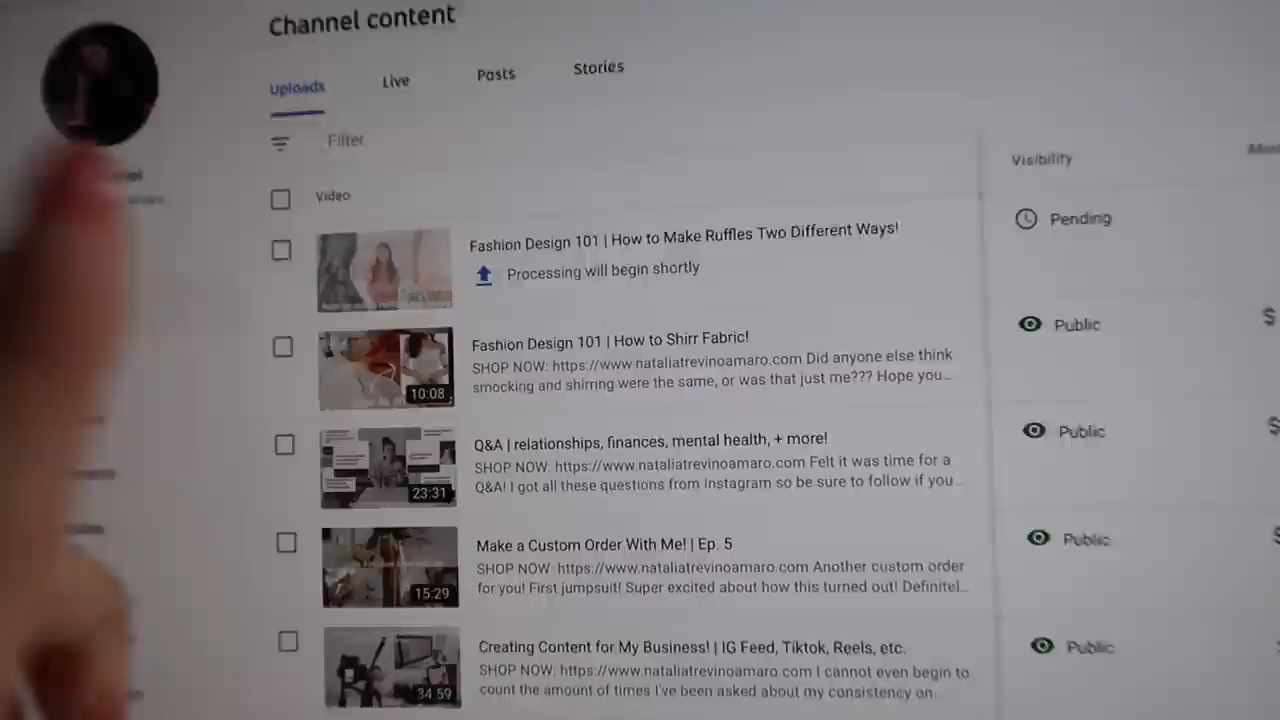 Channel content
Uploads Live Posts Stories
Filter
Video Visibility
Fashion Design 101 | How to Make Ruffles Two Different Ways!
Processing will begin shortly
Pending
Fashion Design 101 | How to Shirr Fabric!
SHOP NOW: https://www.nataliatrevinoamaro.com Did anyone else think
smocking and shirring were the same, or was that just me??? Hope you...
10:08
Public
$
Q&A | relationships, finances, mental health, + more!
SHOP NOW: https://www.nataliatrevinoamaro.com Felt it was time for a
Q&A! I got all these questions from Instagram so be sure to follow if you...
23:31
Public
$
Make a Custom Order With Me! | Ep. 5
SHOP NOW: https://www.nataliatrevinoamaro.com Another custom order
for you! First jumpsuit! Super excited about how this turned out! Definitel...
15:29
Public
Creating Content for My Business! | IG Feed, Tiktok, Reels, etc.
SHOP NOW: https://www.nataliatrevinoamaro.com I cannot even begin to
count the amount of times I've been asked about my consistency on...
34:59
Public